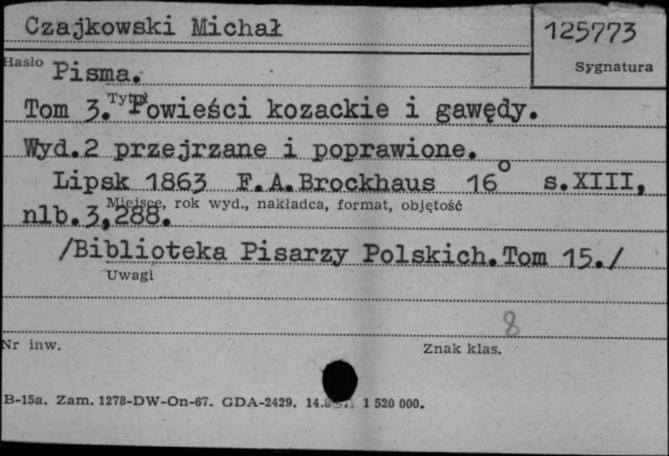 Czajkowski Michał
125773
Hasło
Sygnatura
Pisma.
Tytuł
Tom 3. Powieści kozackie i gawędy.
Wyd.2 przejrzane i poprawione.
Lipsk 1863 F.A.Brockhaus 16° s.XIII,
Miejsce, rok wyd., nakładca, format, objętość
nlb.3,288.
/Biblioteka Pisarzy Polskich.Tom 15./
Uwagi
8
Nr inw.
Znak klas.
B-15a. Zam. 1278-DW-On-67. GDA-2429. 1 520 000.